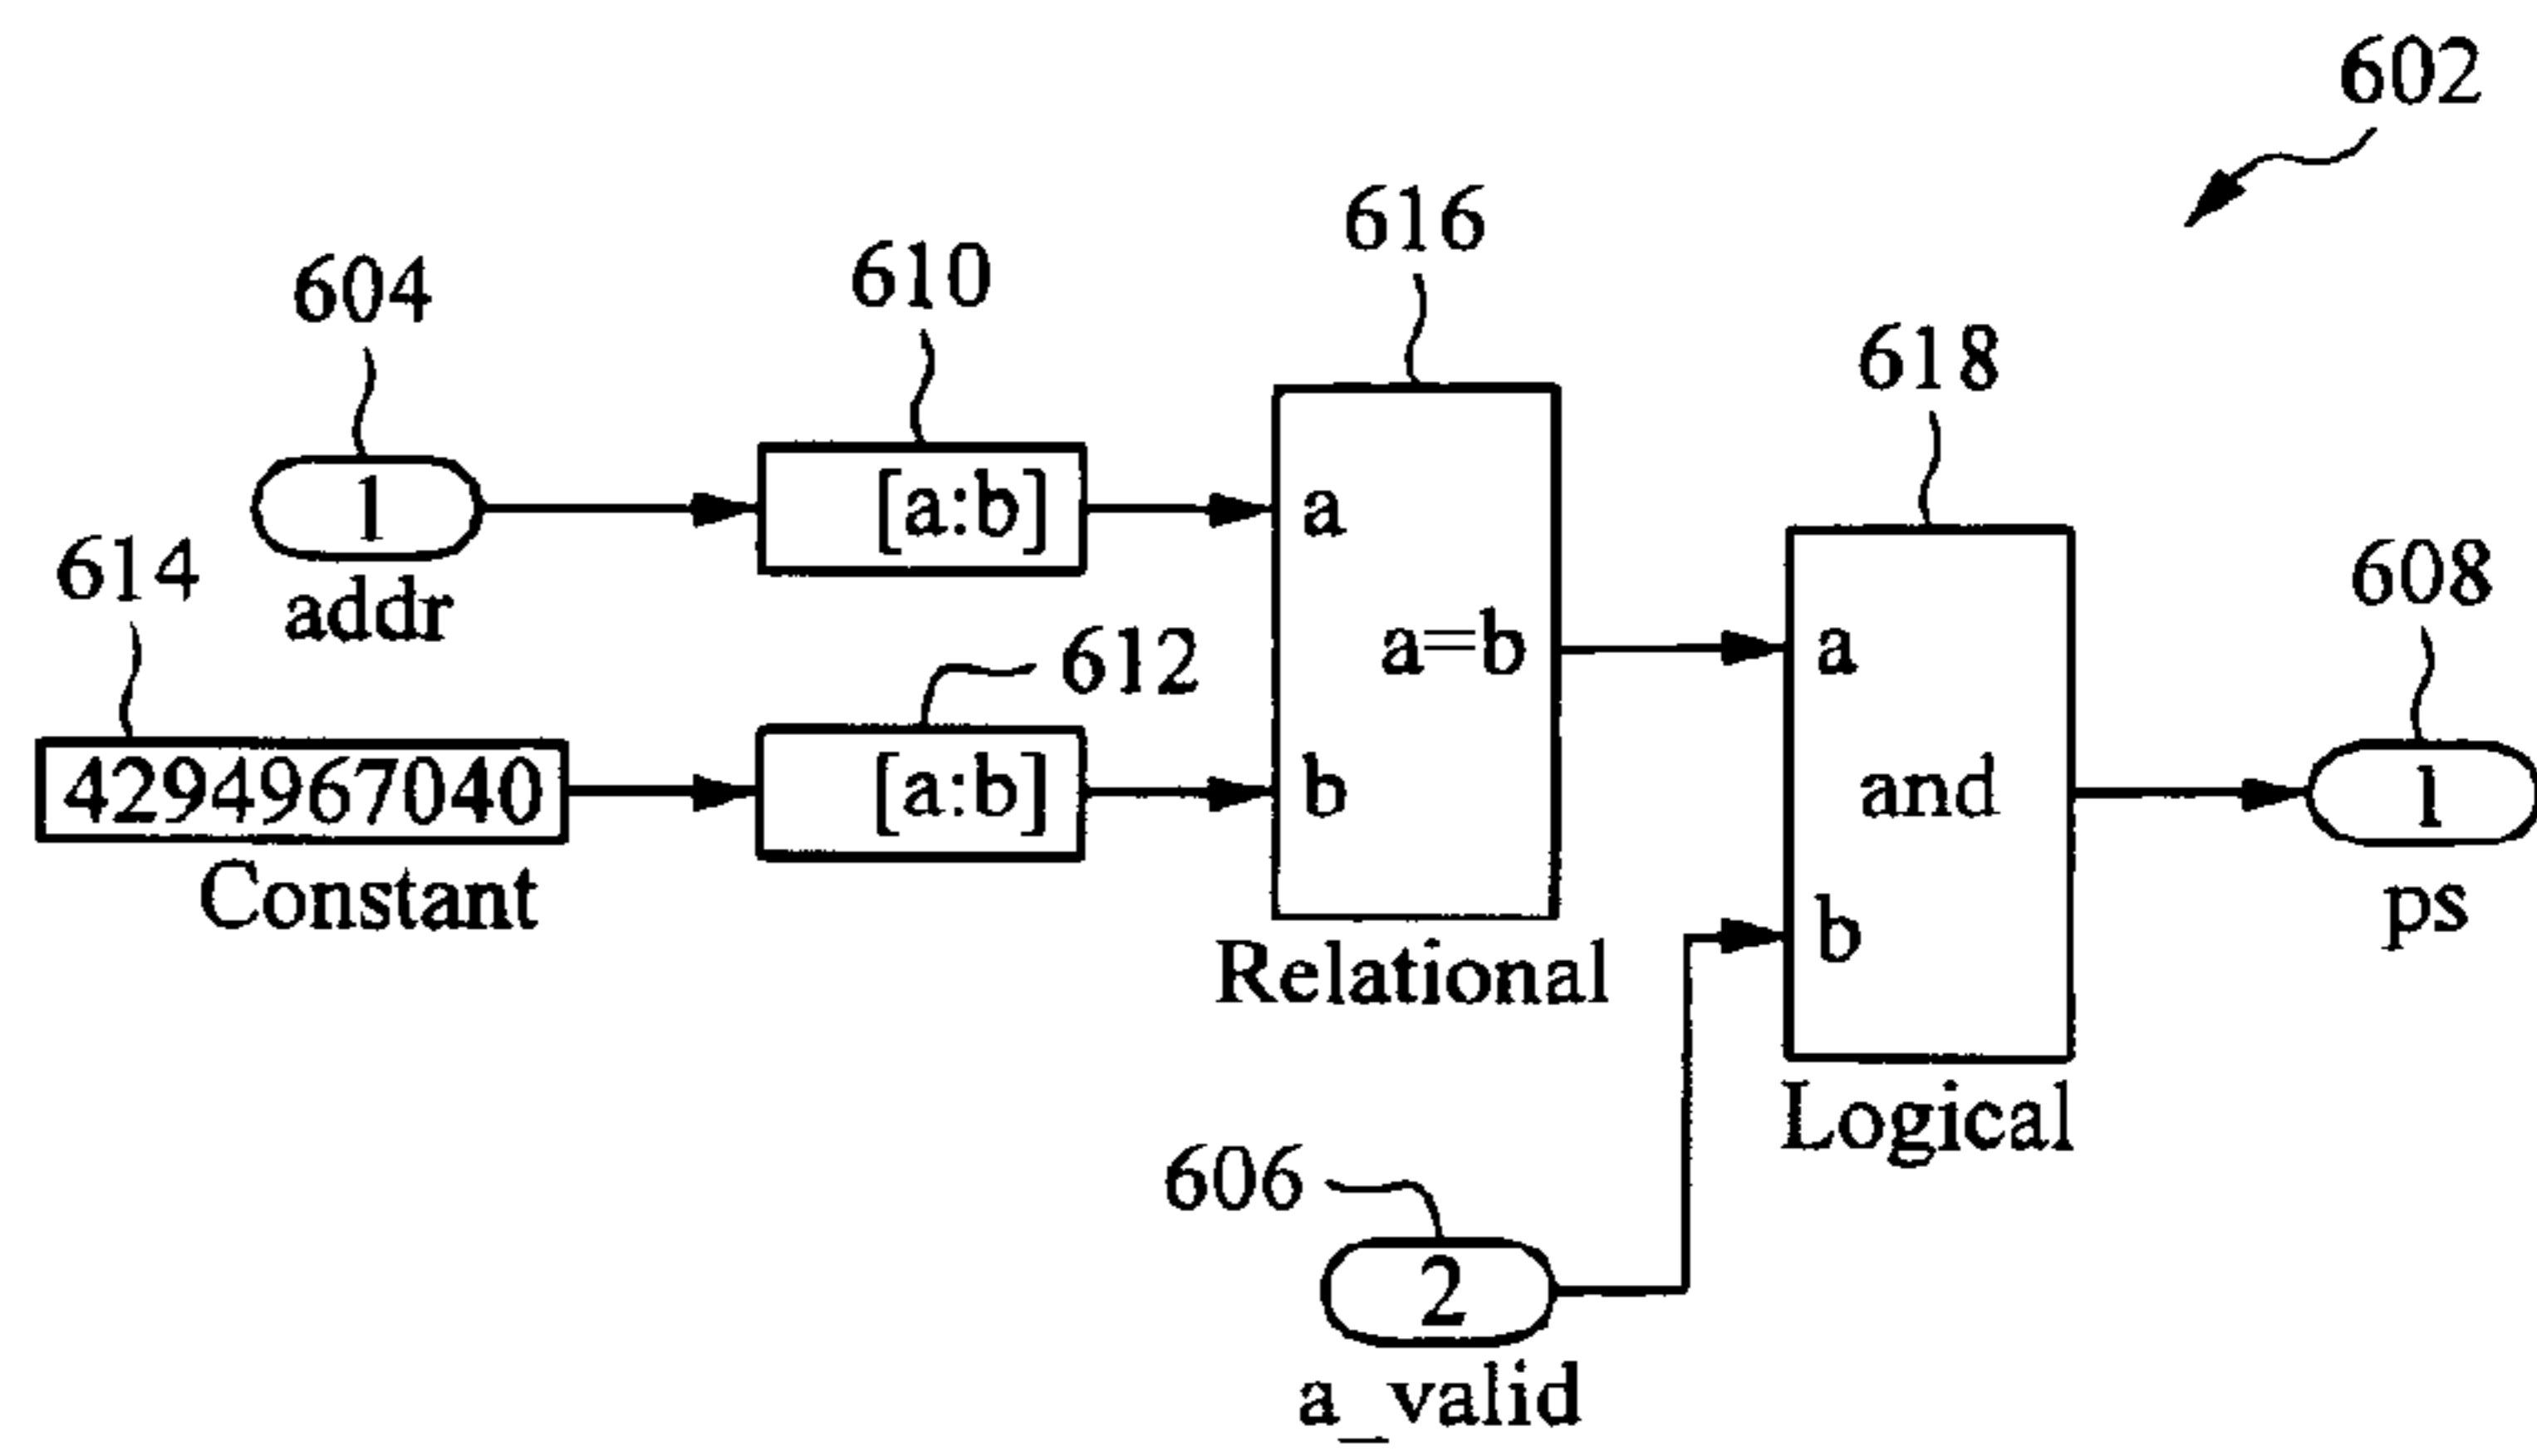 602
616
610
604
618
1
[a:b]
a
614
addr
608
612
a=b
a
4294967040
[a:b]
b
and
1
Constant
ps
b
Relational
Logical
606
2
a_valid